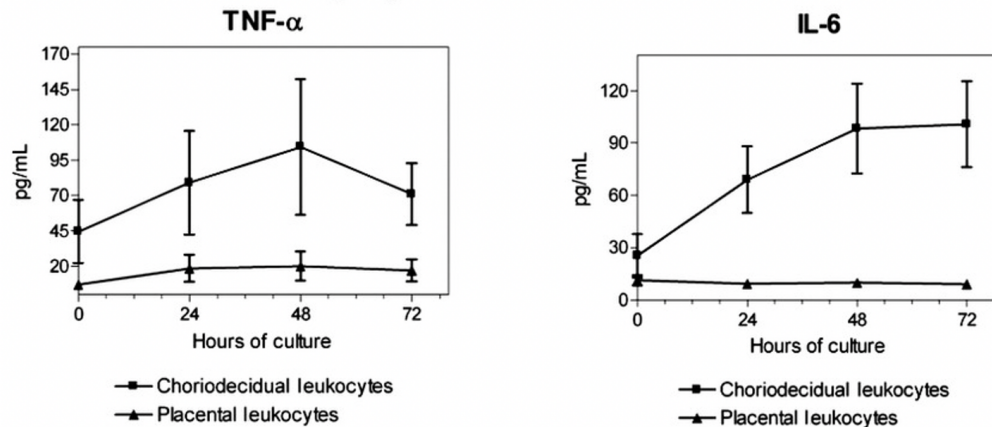 TNF-α
170
145
120
95
70
45
20
pg/mL
0 24 48 72
Hours of culture
Choriodecidual leukocytes
Placental leukocytes
IL-6
120
90
60
30
0
pg/mL
0 24 48 72
Hours of culture
Choriodecidual leukocytes
Placental leukocytes